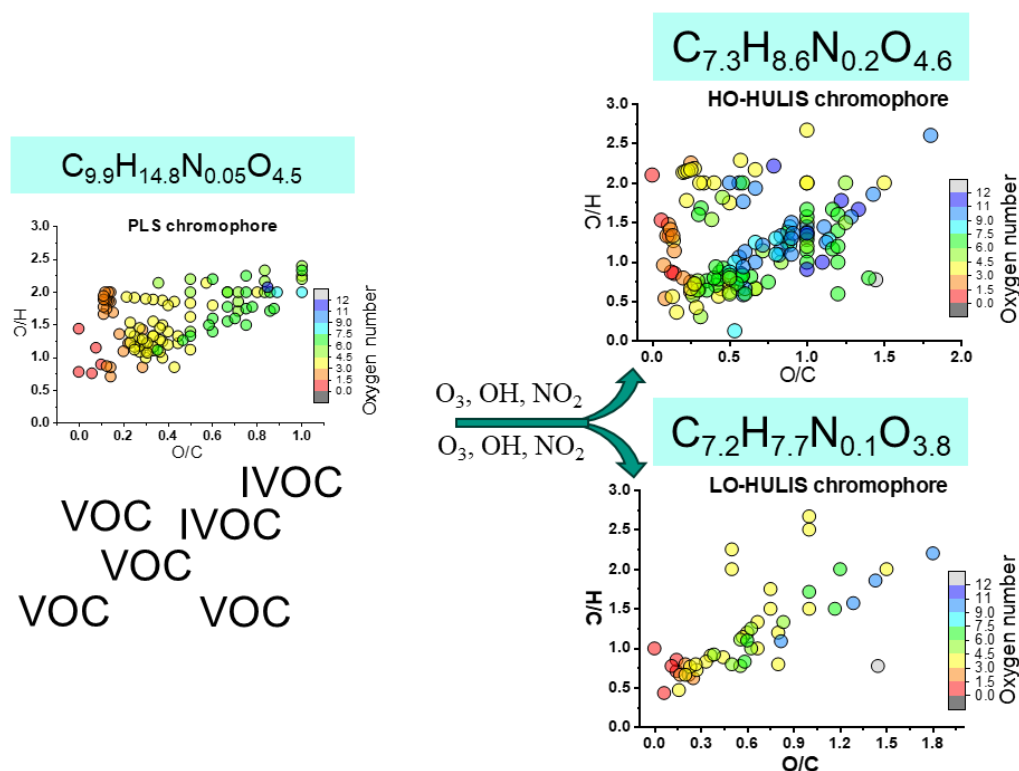 C9.9H14.8N0.05O4.5
PLS chromophore
3.0
2.5
2.0
1.5
1.0
0.5
0.0
H/C
0.0 0.2 0.4 0.6 0.8 1.0
O/C
12
11
9.0
7.5
6.0
4.5
3.0
1.5
0.0
Oxygen number
IVOC
VOC IVOC
VOC
VOC VOC
O3, OH, NO2
O3, OH, NO2
C7.3H8.6N0.2O4.6
HO-HULIS chromophore
3.0
2.5
2.0
1.5
1.0
0.5
0.0
H/C
0.0 0.5 1.0 1.5 2.0
O/C
12
11
9.0
7.5
6.0
4.5
3.0
1.5
0.0
Oxygen number
C7.2H7.7N0.1O3.8
LO-HULIS chromophore
3.0
2.5
2.0
1.5
1.0
0.5
0.0
H/C
0.0 0.3 0.6 0.9 1.2 1.5 1.8
O/C
12
11
9.0
7.5
6.0
4.5
3.0
1.5
0.0
Oxygen number